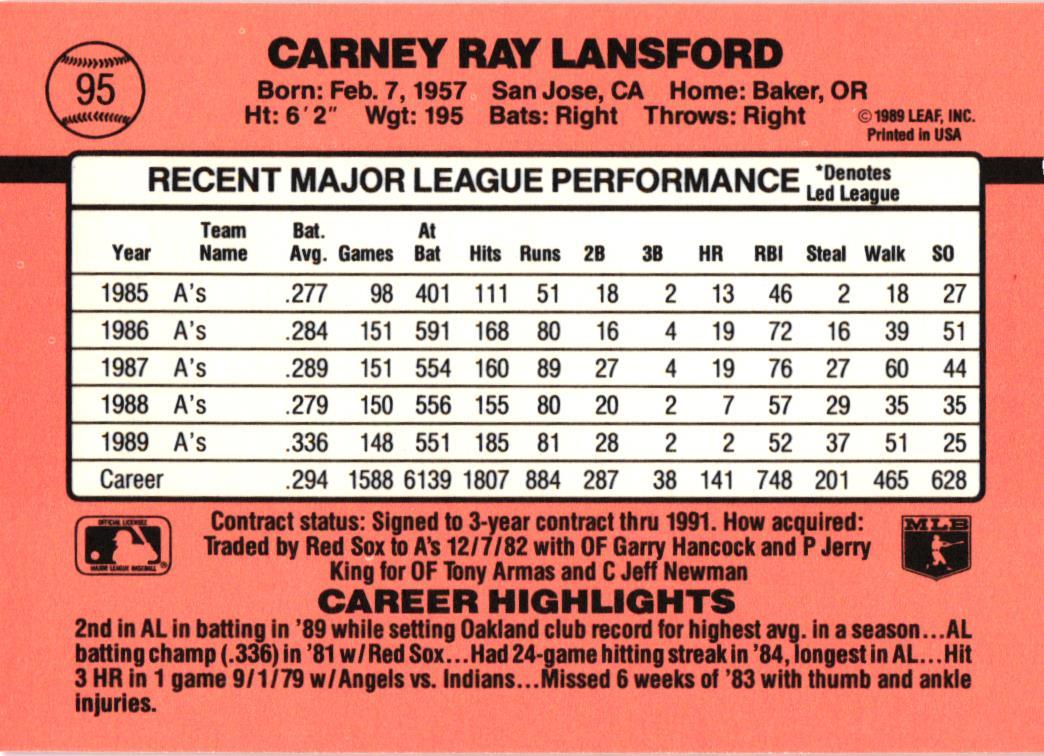 95
CARNEY RAY LANSFORD
Born: Feb. 7, 1957 San Jose, CA Home: Baker, OR
Ht: 6'2" Wgt: 195 Bats: Right Throws: Right
© 1989 LEAF, INC.
Printed in USA
RECENT MAJOR LEAGUE PERFORMANCE *Denotes Led League
Year Team Name Bat. Avg. Games At Bat Hits Runs 2B 3B HR RBI Steal Walk SO
1985 A's .277 98 401 111 51 18 2 13 46 2 18 27
1986 A's .284 151 591 168 80 16 4 19 72 16 39 51
1987 A's .289 151 554 160 89 27 4 19 76 27 60 44
1988 A's .279 150 556 155 80 20 2 7 57 29 35 35
1989 A's .336 148 551 185 81 28 2 2 52 37 51 25
Career .294 1588 6139 1807 884 287 38 141 748 201 465 628
OFFICIAL LICENSEE
MAJOR LEAGUE BASEBALL ®
Contract status: Signed to 3-year contract thru 1991. How acquired:
Traded by Red Sox to A's 12/7/82 with OF Garry Hancock and P Jerry
King for OF Tony Armas and C Jeff Newman
MLB
CAREER HIGHLIGHTS
2nd in AL in batting in '89 while setting Oakland club record for highest avg. in a season...AL
batting champ (.336) in '81 w/Red Sox...Had 24-game hitting streak in '84, longest in AL...Hit
3 HR in 1 game 9/1/79 w/Angels vs. Indians...Missed 6 weeks of '83 with thumb and ankle
injuries.